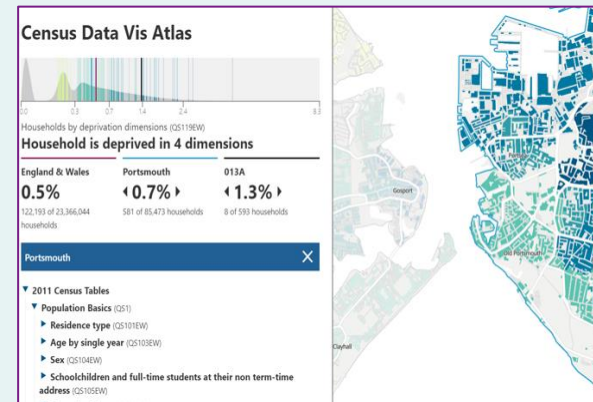 Census Data Vis Atlas
0.0 0.3 0.7 1.4 2.4 8.3
Households by deprivation dimensions (QS119EW)
Household is deprived in 4 dimensions
England & Wales
0.5%
122,193 of 23,366,044
households
Portsmouth
0.7%
581 of 85,473 households
013A
1.3%
8 of 593 households
Portsmouth X
2011 Census Tables
Population Basics (QS1)
Residence type (QS101EW)
Age by single year (QS103EW)
Sex (QS104EW)
Schoolchildren and full-time students at their non term-time
address (QS105EW)
Gosport
Old Portsmouth
Clayhall